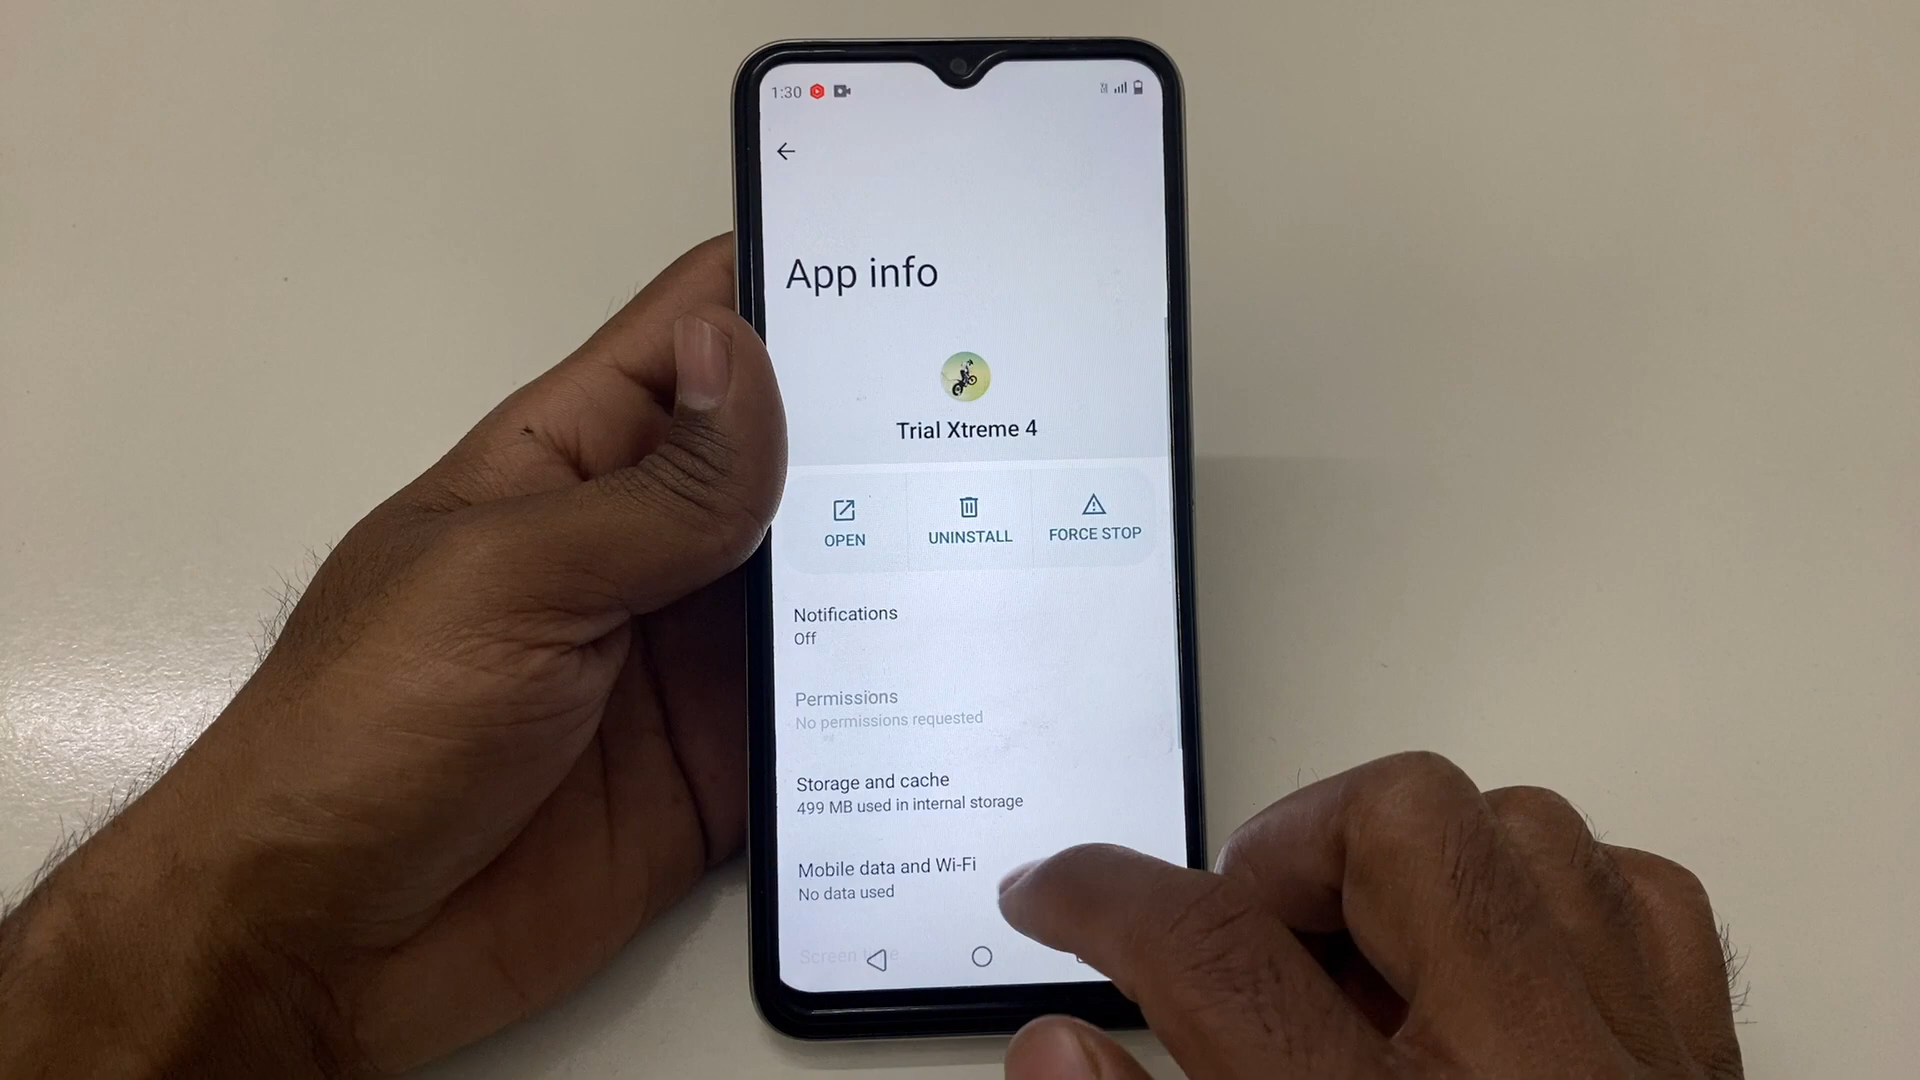 1:30
App info
Trial Xtreme 4
OPEN UNINSTALL FORCE STOP
Notifications
Off
Permissions
No permissions requested
Storage and cache
499 MB used in internal storage
Mobile data and Wi-Fi
No data used
Screen